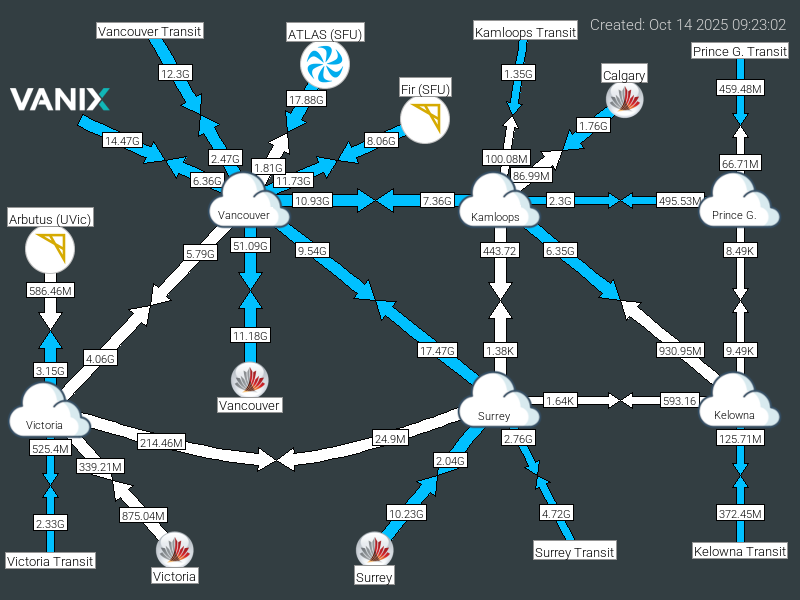 Created: Oct 14 2025 09:23:02
Vancouver Transit
ATLAS (SFU)
Kamloops Transit
Prince G. Transit
12.3G
1.35G
Calgary
459.48M
VANIX
17.88G
Fir (SFU)
14.47G
8.06G
1.76G
2.47G
1.81G
100.08M
66.71M
6.36G
11.73G
86.99M
10.93G
7.36G
2.3G
495.53M
Vancouver
Kamloops
Prince G.
Arbutus (UVic)
5.79G
51.09G
9.54G
443.72
6.35G
8.49K
586.46M
11.18G
17.47G
1.38K
930.95M
9.49K
4.06G
3.15G
Vancouver
1.64K
593.16
Victoria
Surrey
Kelowna
214.46M
24.9M
525.4M
339.21M
2.04G
2.76G
125.71M
2.33G
875.04M
10.23G
4.72G
372.45M
Victoria Transit
Victoria
Surrey
Surrey Transit
Kelowna Transit